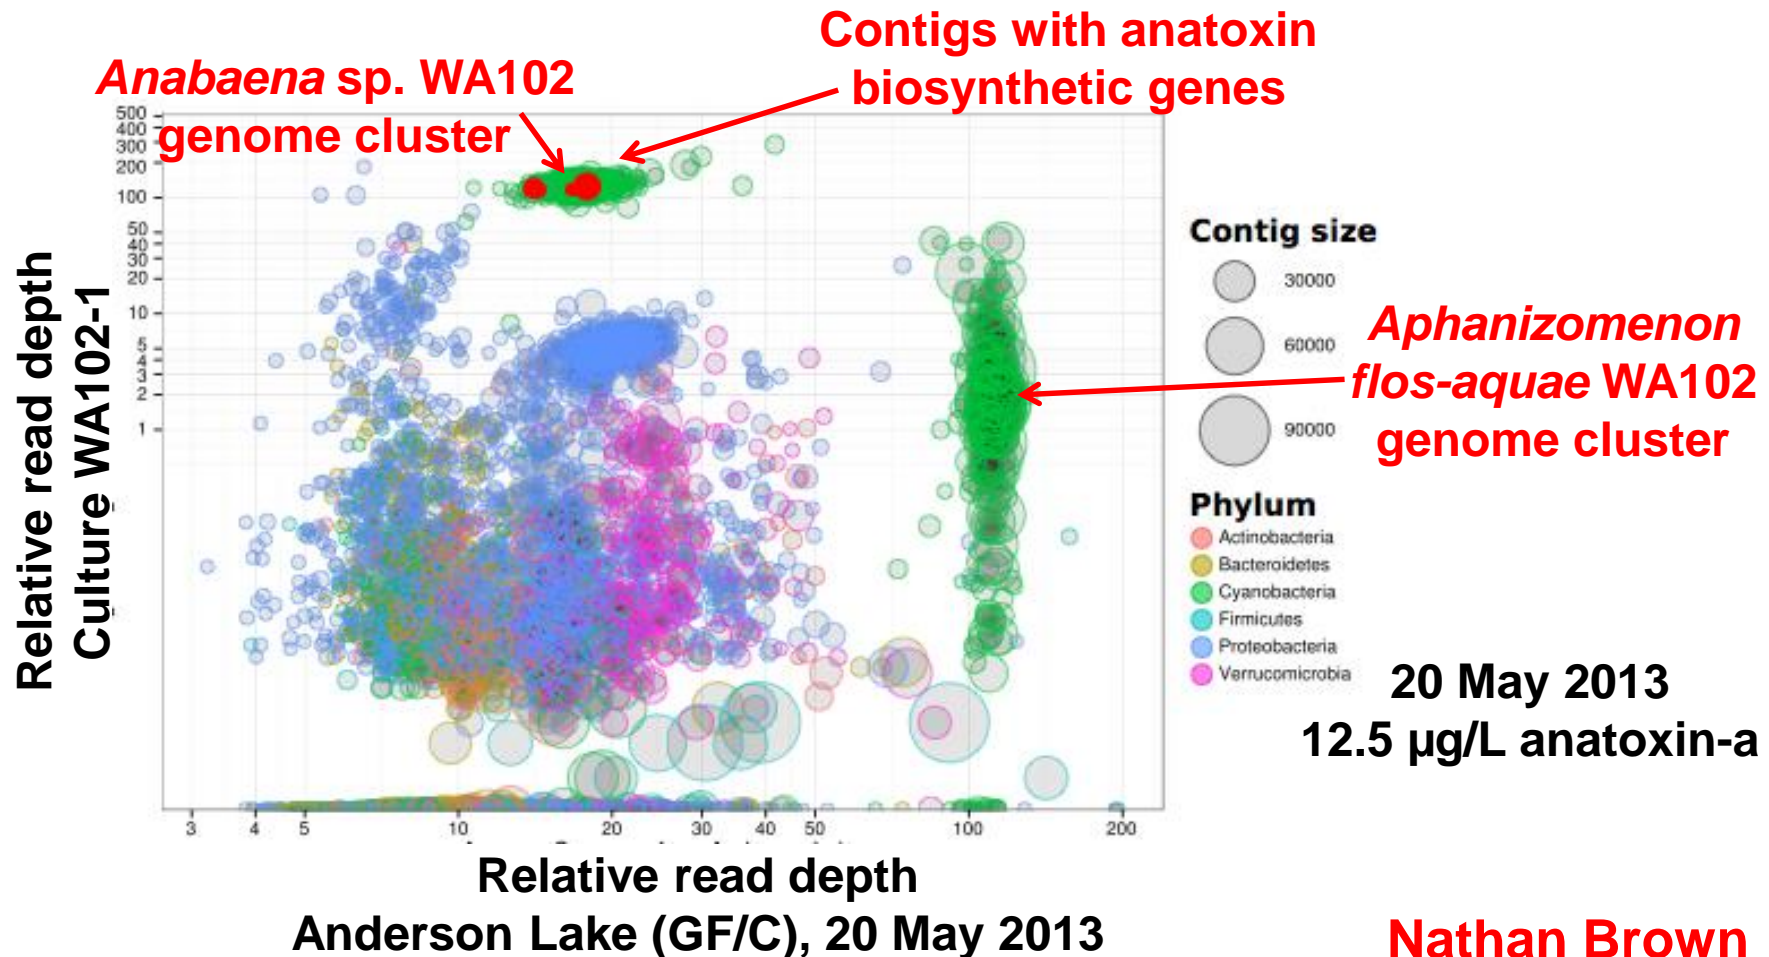 Contigs with anatoxin
biosynthetic genes
Anabaena sp. WA102
genome cluster
500
400
300
200
100
50
40
30
20
10
5
4
3
2
1
Relative read depth
Culture WA102-1
3
4
5
10
20
30
40
50
100
200
Relative read depth
Anderson Lake (GF/C), 20 May 2013
Contig size
30000
60000
90000
Aphanizomenon
flos-aquae WA102
genome cluster
Phylum
Actinobacteria
Bacteroidetes
Cyanobacteria
Firmicutes
Proteobacteria
Verrucomicrobia
20 May 2013
12.5 µg/L anatoxin-a
Nathan Brown